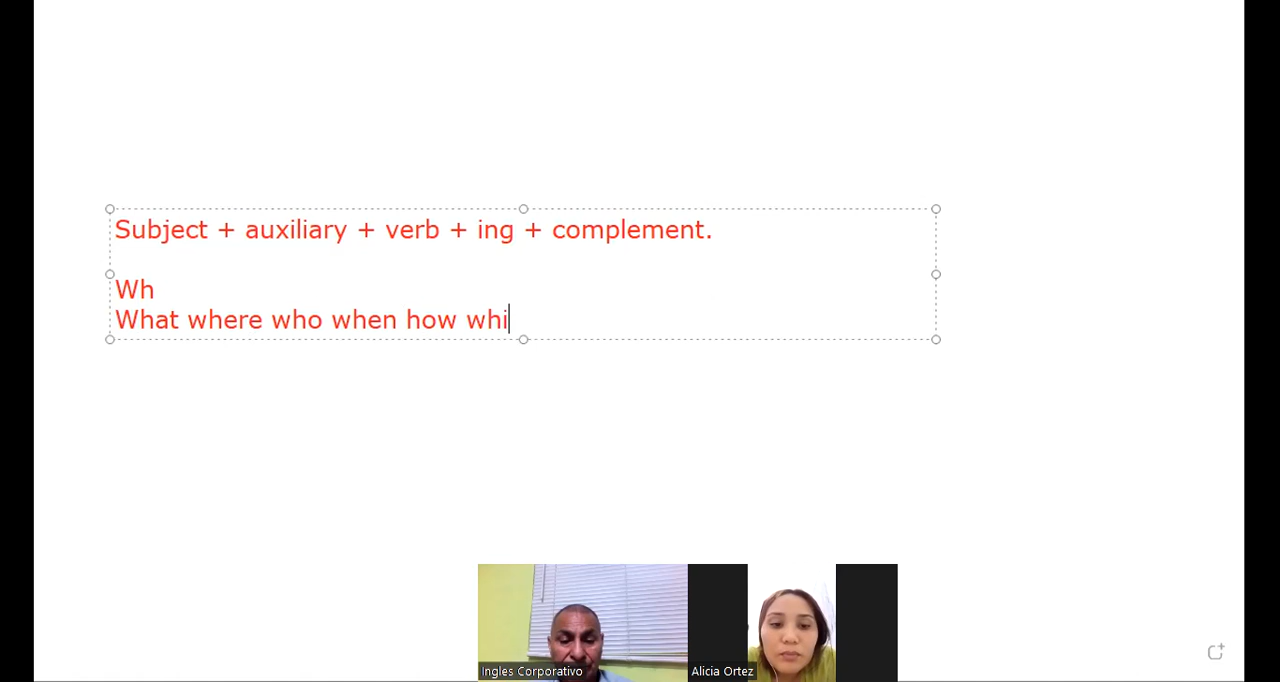 Subject + auxiliary + verb + ing + complement.
Wh
What where who when how whi
Ingles Corporativo
Alicia Ortez